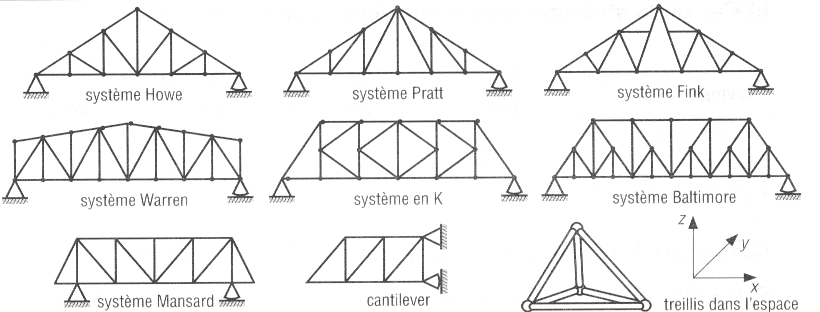 système Howe
système Pratt
système Fink
système Warren
système en K
système Baltimore
système Mansard
cantilever
z
y
x
treillis dans l'espace